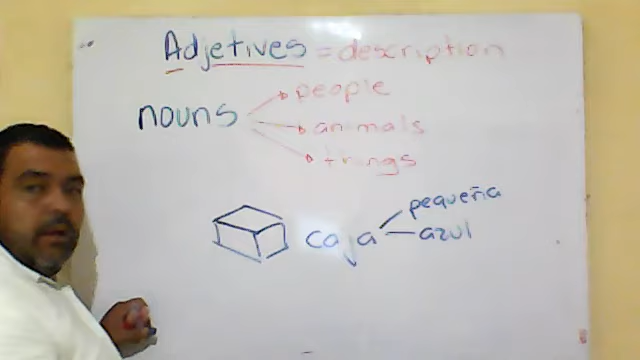 Adjetives = description
nouns
people
animals
things
caja
pequeña
azul